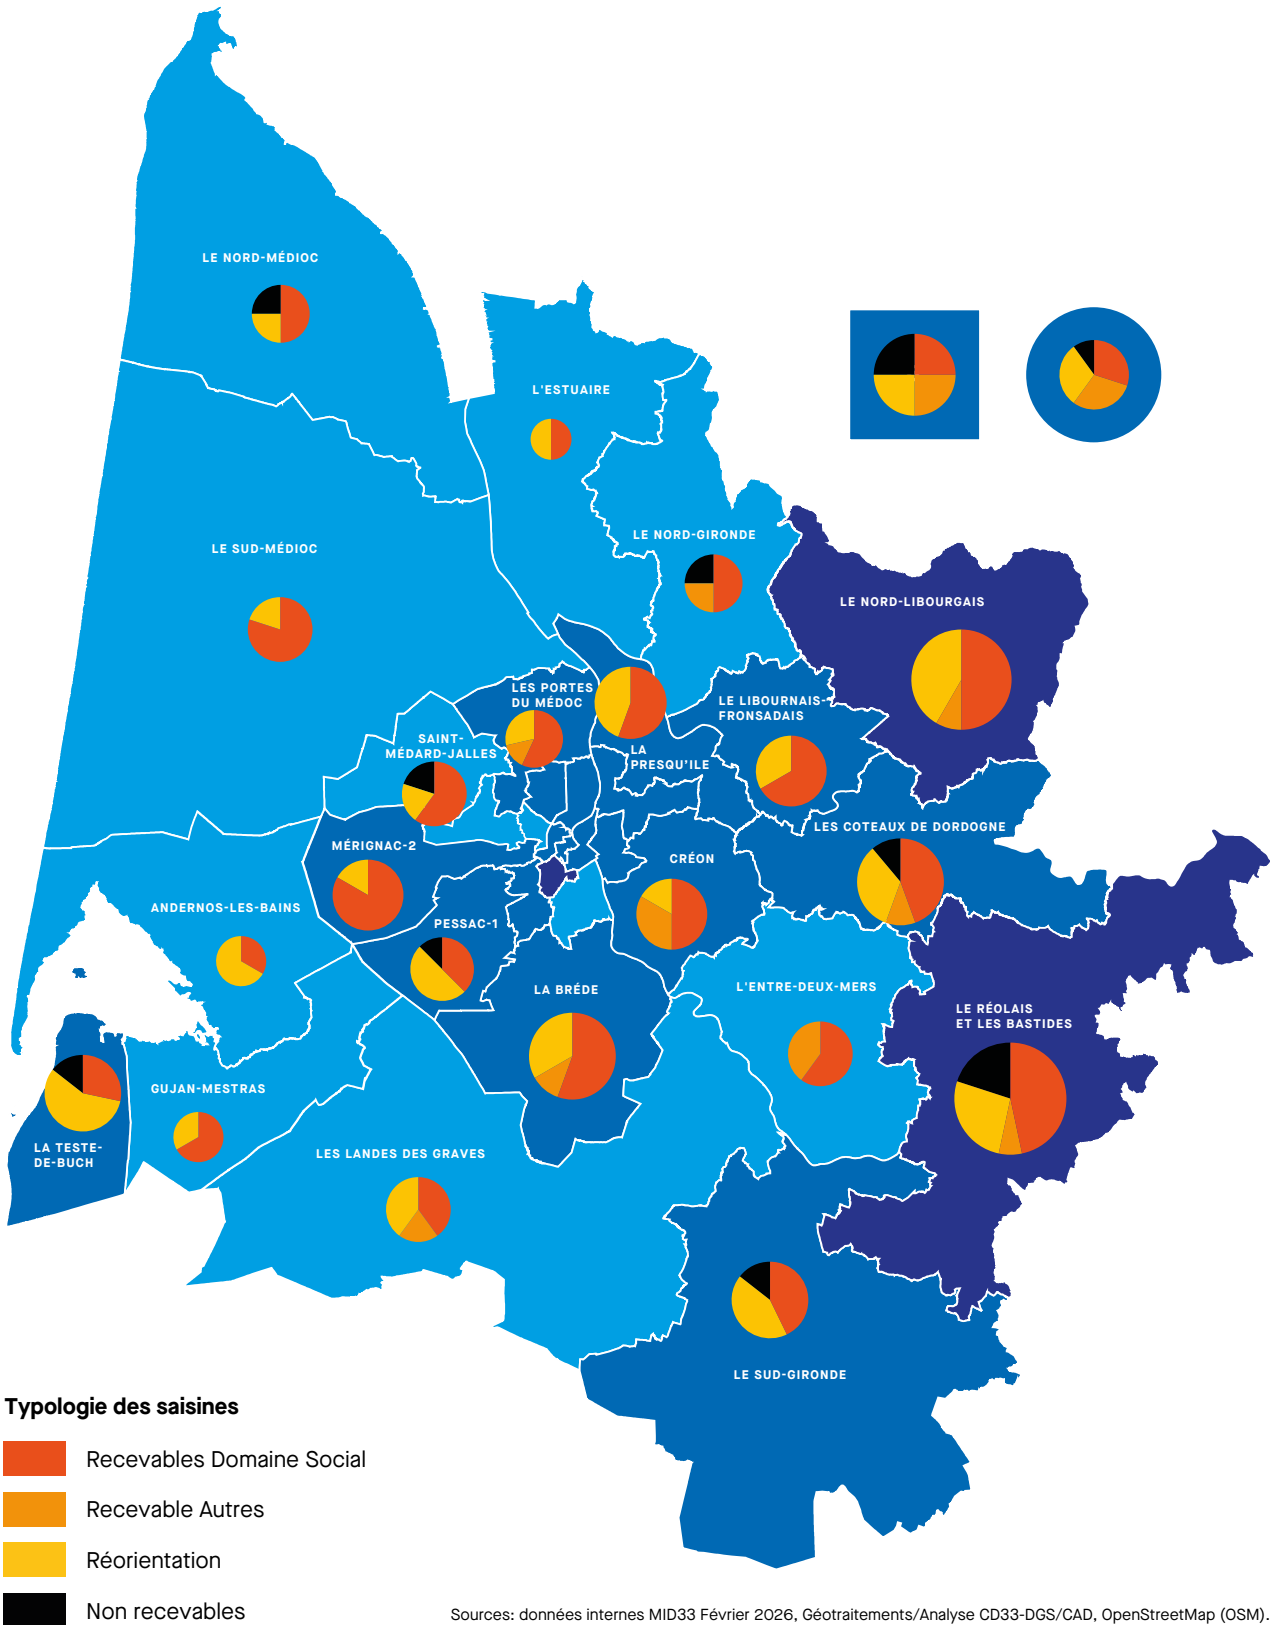 LE NORD-MÉDIOC
L'ESTUAIRE
LE NORD-GIRONDE
LE SUD-MÉDIOC
LE NORD-LIBOURGAIS
LES PORTES
DU MÉDOC
LE LIBOURNAIS-
FRONSADAIS
SAINT-
MÉDARD-JALLES
LA
PRESQU'ILE
LES COTEAUX DE DORDOGNE
MÉRIGNAC-2
CRÉON
ANDERNOS-LES-BAINS
PESSAC-1
LA BRÉDE
L'ENTRE-DEUX-MERS
LE RÉOLAIS
ET LES BASTIDES
GUJAN-MESTRAS
LA TESTE-
DE-BUCH
LES LANDES DES GRAVES
LE SUD-GIRONDE
Typologie des saisines
Recevables Domaine Social
Recevable Autres
Réorientation
Non recevables
Sources: données internes MID33 Février 2026, Géotraitements/Analyse CD33-DGS/CAD, OpenStreetMap (OSM).